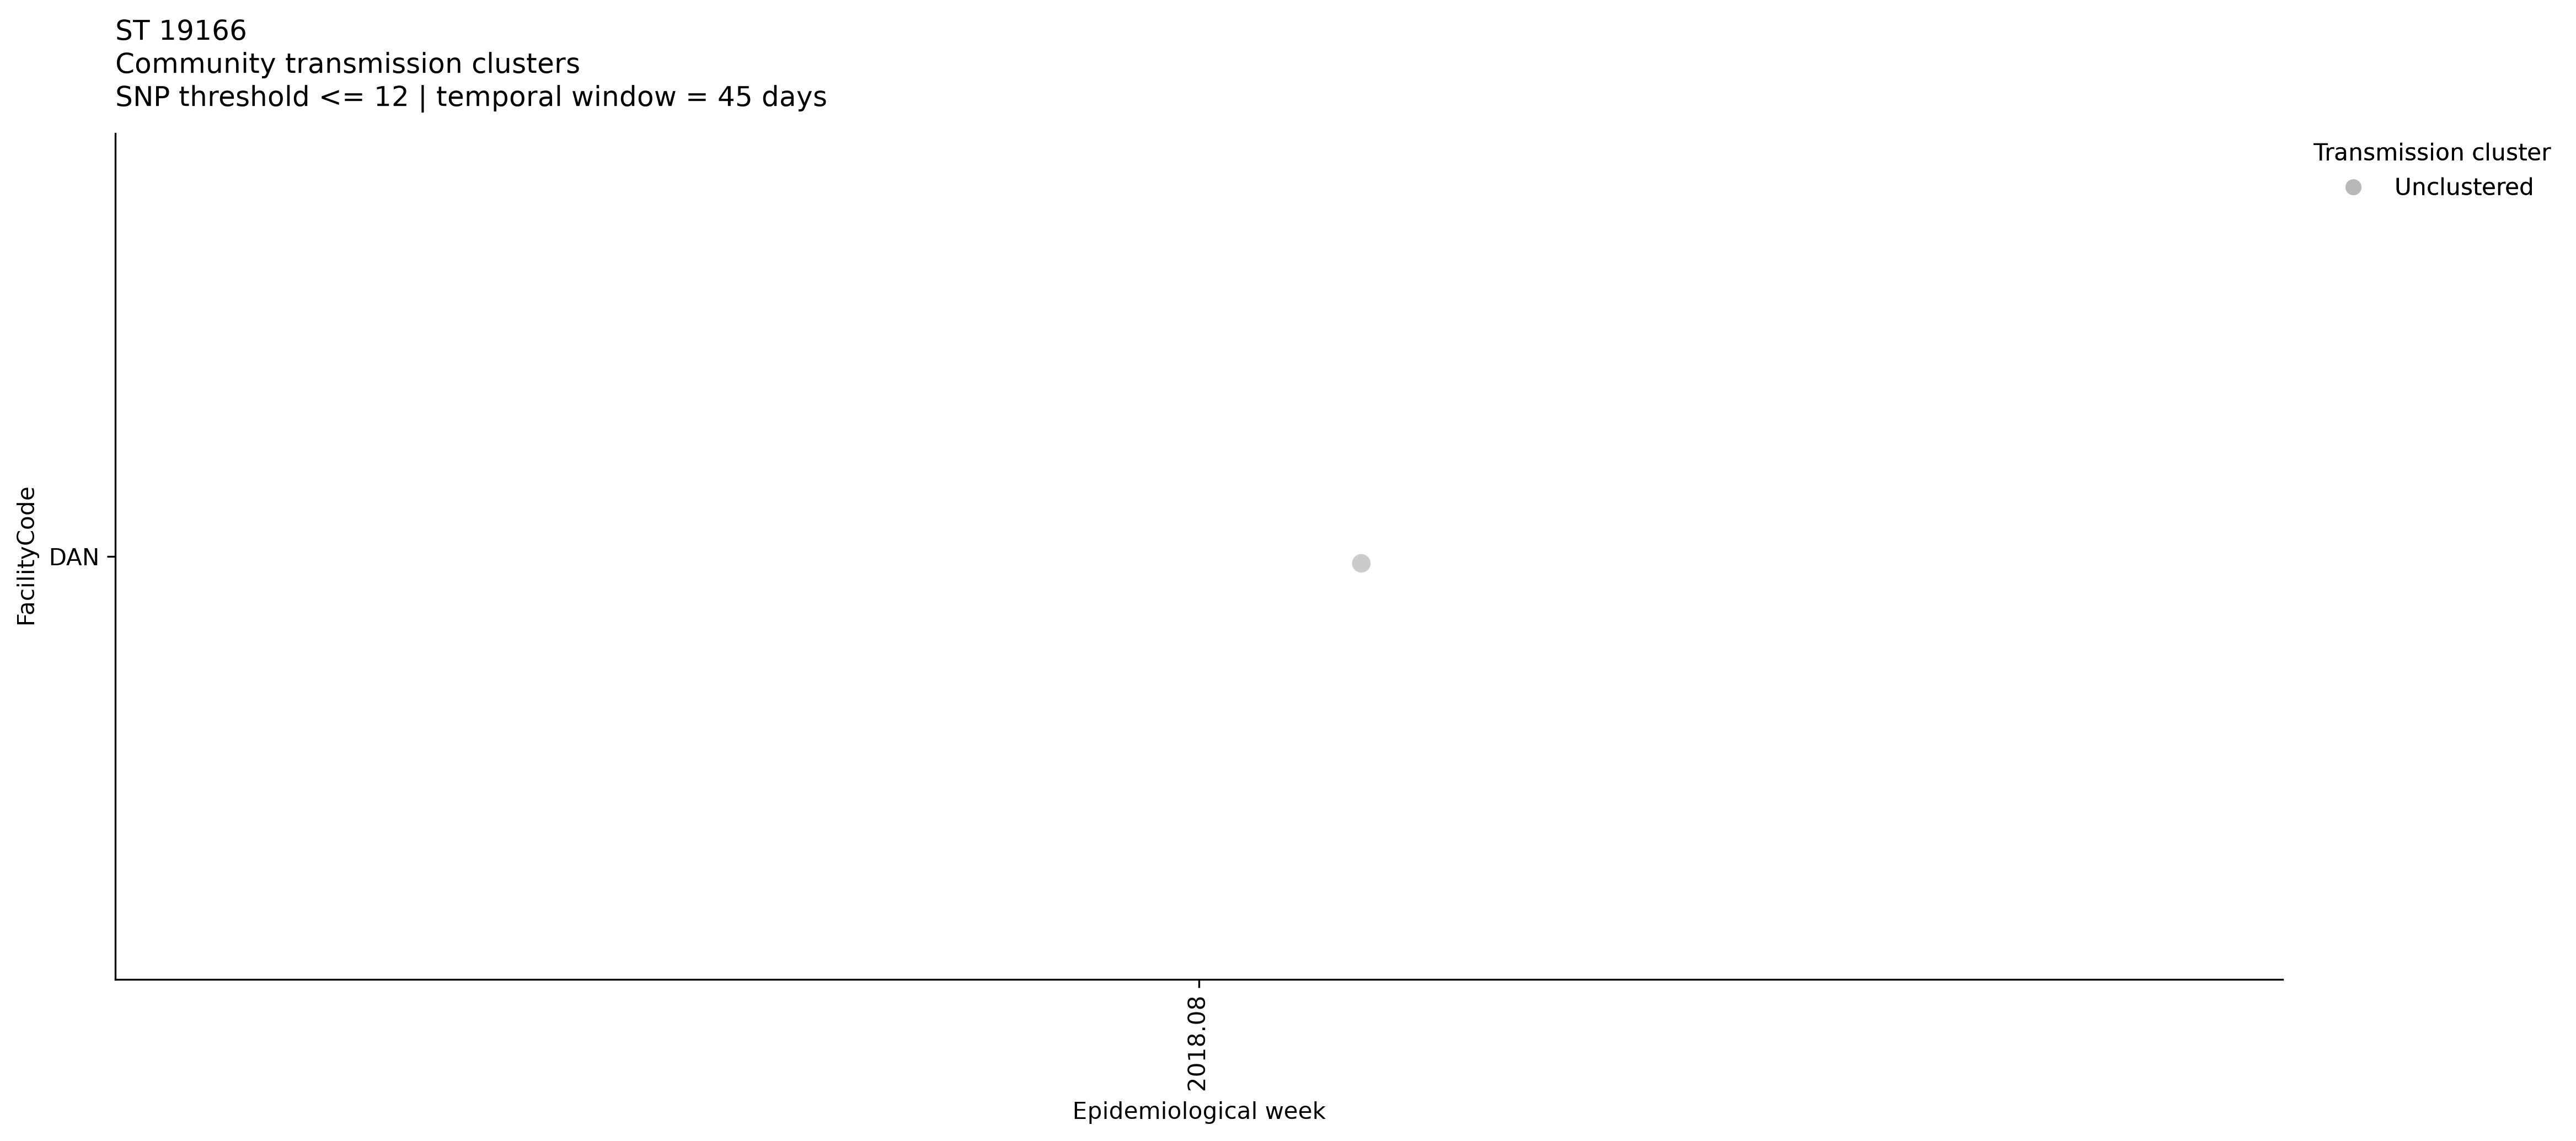 ST 19166
Community transmission clusters
SNP threshold <= 12 | temporal window = 45 days
Transmission cluster
Unclustered
FacilityCode
DAN
2018.08
Epidemiological week